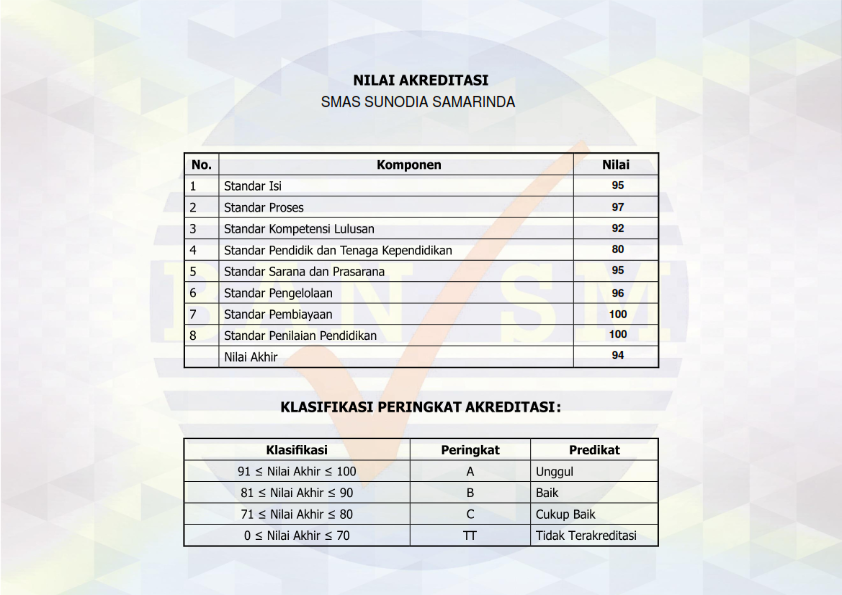 NILAI AKREDITASI
SMAS SUNODIA SAMARINDA
No. Komponen Nilai
1 Standar Isi 95
2 Standar Proses 97
3 Standar Kompetensi Lulusan 92
4 Standar Pendidik dan Tenaga Kependidikan 80
5 Standar Sarana dan Prasarana 95
6 Standar Pengelolaan 96
7 Standar Pembiayaan 100
8 Standar Penilaian Pendidikan 100
Nilai Akhir 94
BAN SM
KLASIFIKASI PERINGKAT AKREDITASI:
Klasifikasi Peringkat Predikat
91 ≤ Nilai Akhir ≤ 100 A Unggul
81 ≤ Nilai Akhir ≤ 90 B Baik
71 ≤ Nilai Akhir ≤ 80 C Cukup Baik
0 ≤ Nilai Akhir ≤ 70 TT Tidak Terakreditasi